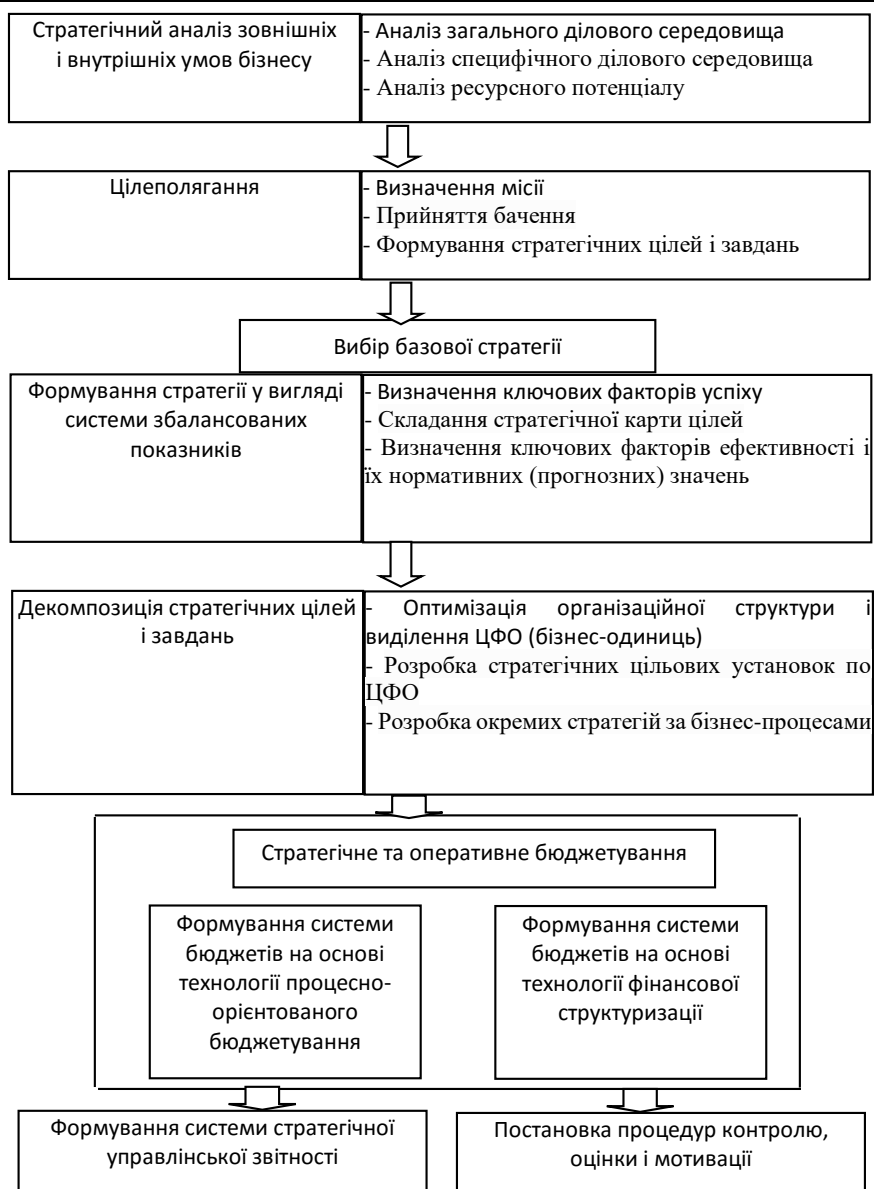 Стратегічний аналіз зовнішніх
і внутрішніх умов бізнесу
- Аналіз загального ділового середовища
- Аналіз специфічного ділового середовища
- Аналіз ресурсного потенціалу
Цілеполягання
- Визначення місії
- Прийняття бачення
- Формування стратегічних цілей і завдань
Вибір базової стратегії
Формування стратегії у вигляді
системи збалансованих
показників
- Визначення ключових факторів успіху
- Складання стратегічної карти цілей
- Визначення ключових факторів ефективності і
їх нормативних (прогнозних) значень
Декомпозиція стратегічних цілей
і завдань
- Оптимізація організаційної структури і
виділення ЦФО (бізнес-одиниць)
- Розробка стратегічних цільових установок по
ЦФО
- Розробка окремих стратегій за бізнес-процесами
Стратегічне та оперативне бюджетування
Формування системи
бюджетів на основі
технології процесно-
орієнтованого
бюджетування
Формування системи
бюджетів на основі
технології фінансової
структуризації
Формування системи стратегічної
управлінської звітності
Постановка процедур контролю,
оцінки і мотивації